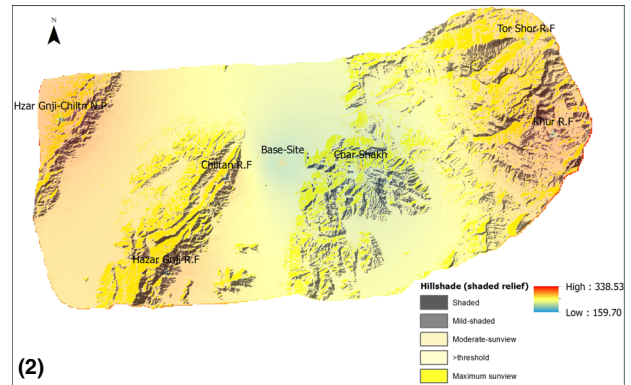 N
Tor Shor R.F
Hzar Gnji-Chiltn N.P
Khur R.F
Base-Site
Char-Shakh
Chiltan R.F
Hazar Gnji R.F
Hillshade (shaded relief)
Shaded
Mild-shaded
Moderate-sunview
>threshold
Maximum sunview
High : 338.53
Low : 159.70
(2)